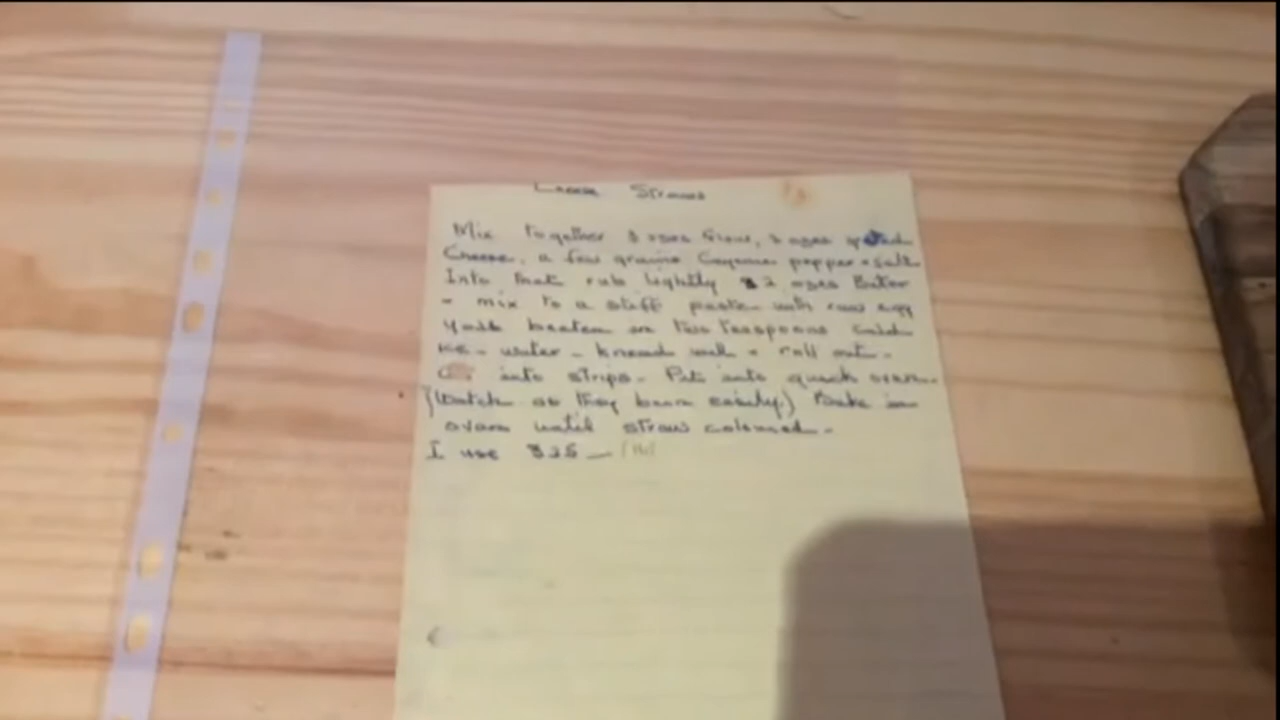 Cheese Straws
Mix together 3 ozes flour, 3 ozes grated
Cheese, a few grains Cayenne pepper + salt
Into that rub lightly 2 ozes Butter
+ mix to a stiff paste with raw egg
yolk beaten in two teaspoons cold
water - knead well + roll out.
into strips. Put into quick oven.
(Watch as they burn easily.) Bake in
oven until straw coloured.
I use 325 —